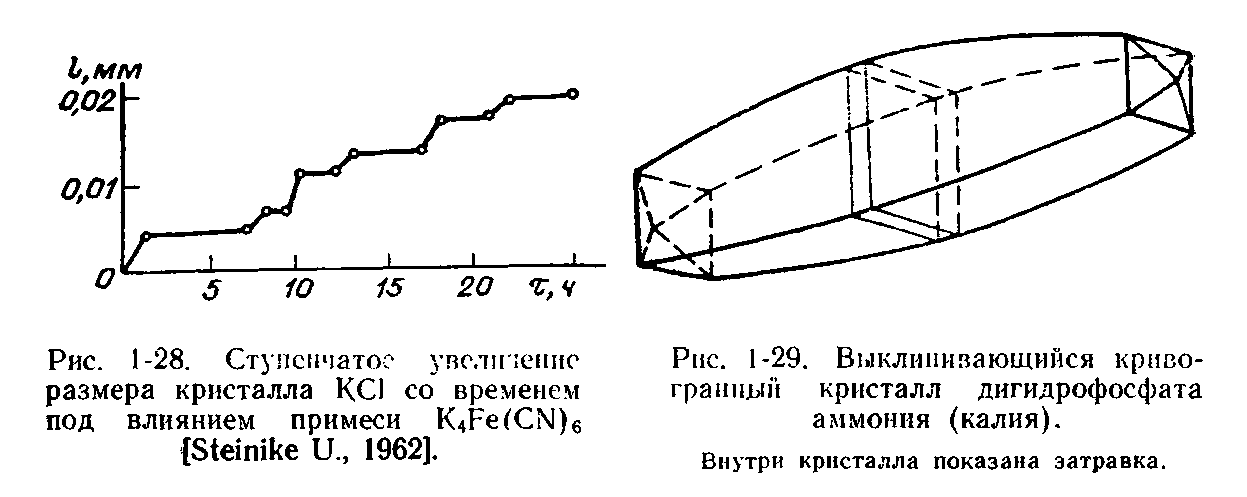 l, мм
0,02
0,01
0
5
10
15
20
τ, ч
Рис. 1-28. Ступенчатое увеличение
размера кристалла KCl со временем
под влиянием примеси K₄Fe(CN)₆
[Steinike U., 1962].
Рис. 1-29. Выклинивающийся криво-
гранный кристалл дигидрофосфата
аммония (калия).
Внутри кристалла показана затравка.